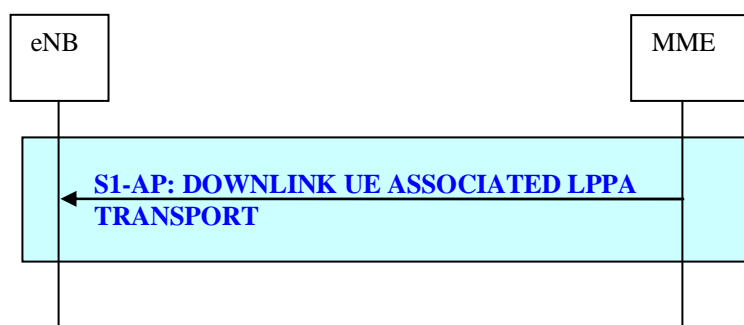 eNB
MME
S1-AP: DOWNLINK UE ASSOCIATED LPPA
TRANSPORT